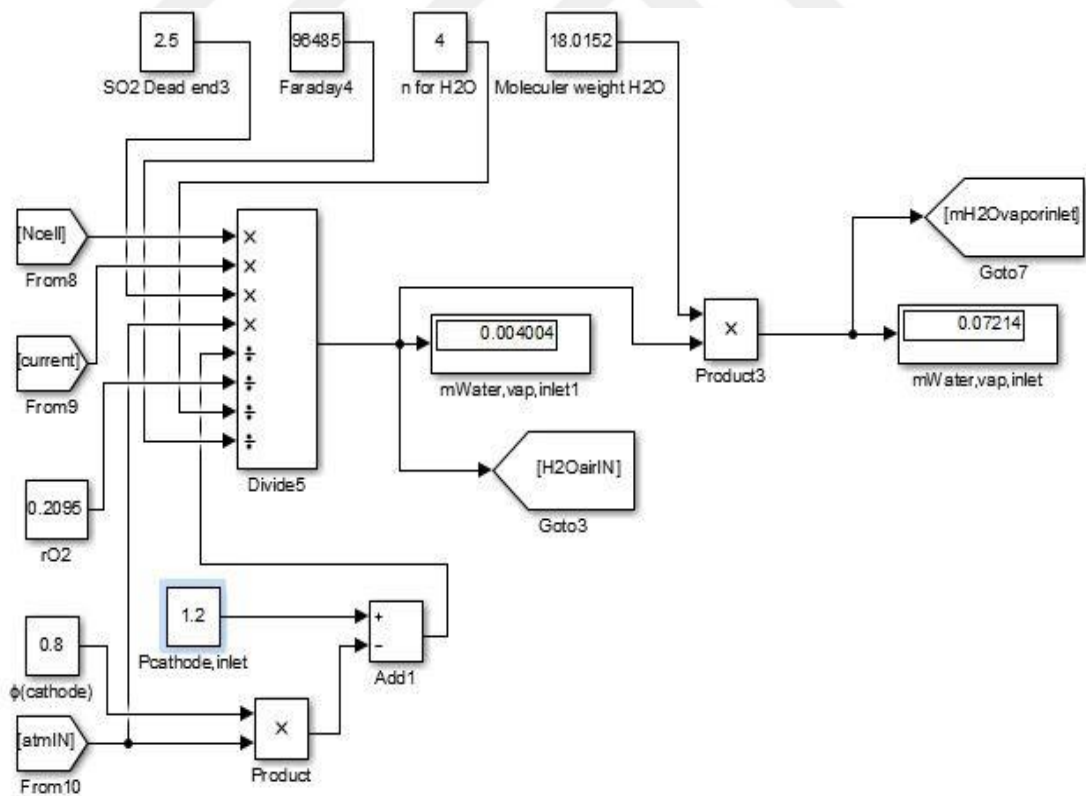 2.5
SO2 Dead end3
96485
Faraday4
4
n for H2O
18.0152
Moleculer weight H2O
[Ncell]
From8
[current]
From9
0.2095
rO2
× × × × ÷ ÷ ÷ ÷
Divide5
0.004004
mWater,vap,inlet1
[H2OairIN]
Goto3
×
Product3
[mH2Ovaporinlet]
Goto7
0.07214
mWater,vap,inlet
1.2
Pcathode,inlet
+
−
Add1
0.8
ϕ(cathode)
[atmIN]
From10
×
Product